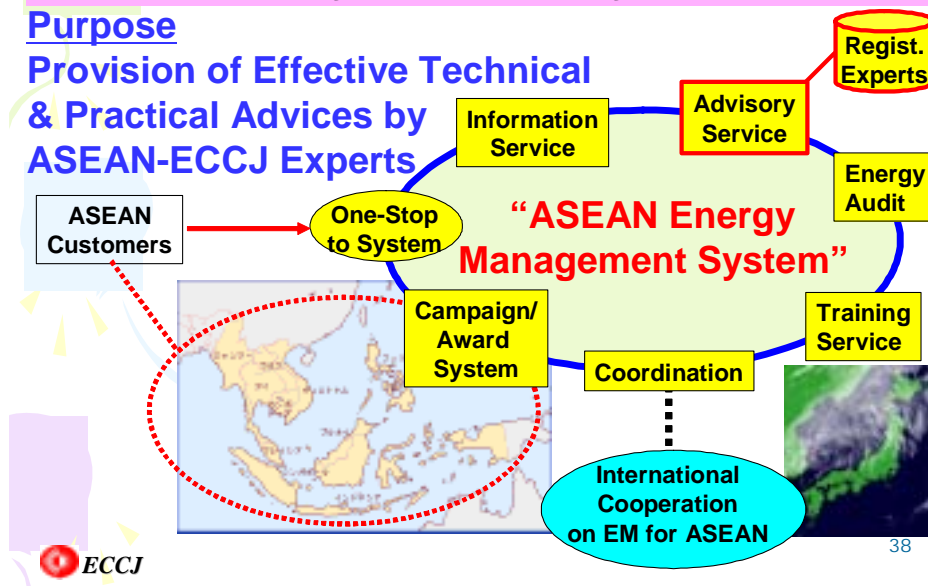 Purpose
Provision of Effective Technical
& Practical Advices by
ASEAN-ECCJ Experts
Regist.
Experts
Advisory
Service
Information
Service
Energy
Audit
ASEAN
Customers
One-Stop
to System
“ASEAN Energy
Management System”
Campaign/
Award
System
Training
Service
Coordination
International
Cooperation
on EM for ASEAN
38
ECCJ